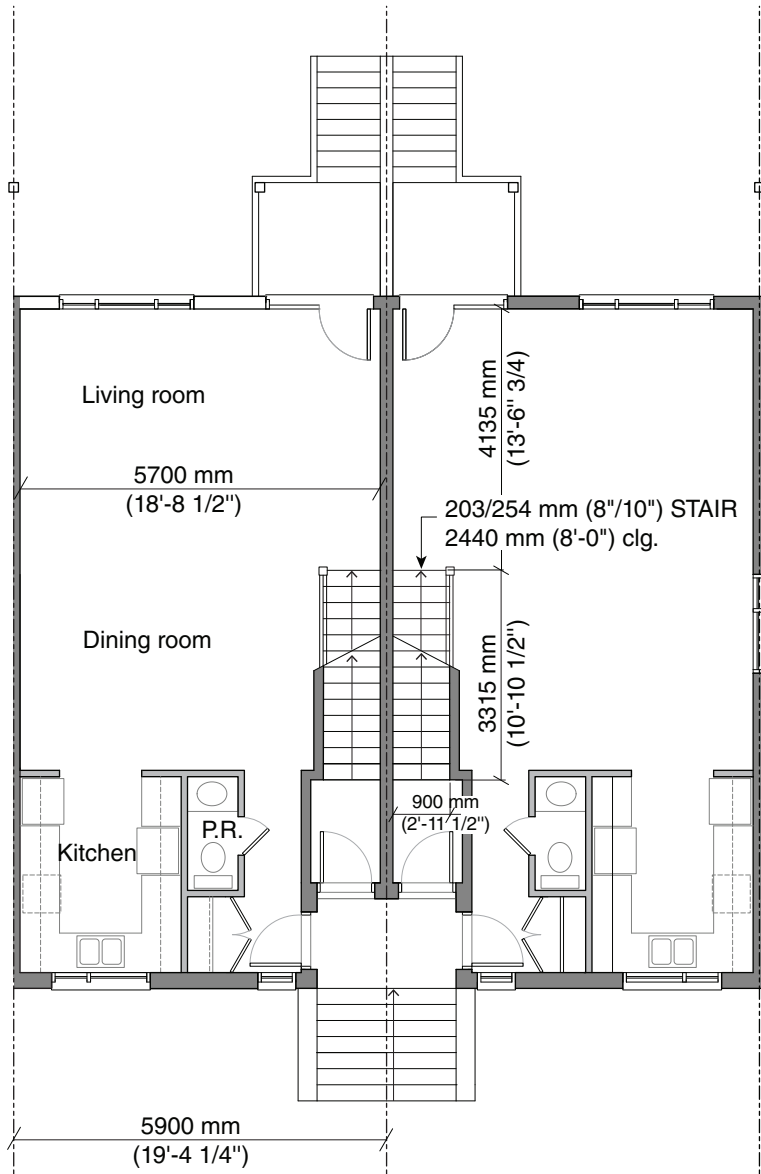 Living room
5700 mm
(18'-8 1/2")
4135 mm
(13'-6" 3/4)
203/254 mm (8"/10") STAIR
2440 mm (8'-0") clg.
Dining room
3315 mm
(10'-10 1/2")
900 mm
(2'-11 1/2")
P.R.
Kitchen
5900 mm
(19'-4 1/4")